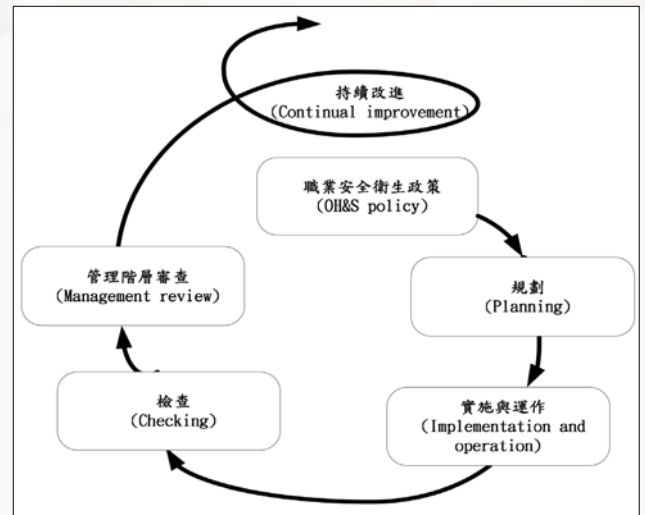 持續改進
(Continual improvement)
職業安全衛生政策
(OH&S policy)
規劃
(Planning)
實施與運作
(Implementation and
operation)
檢查
(Checking)
管理階層審查
(Management review)